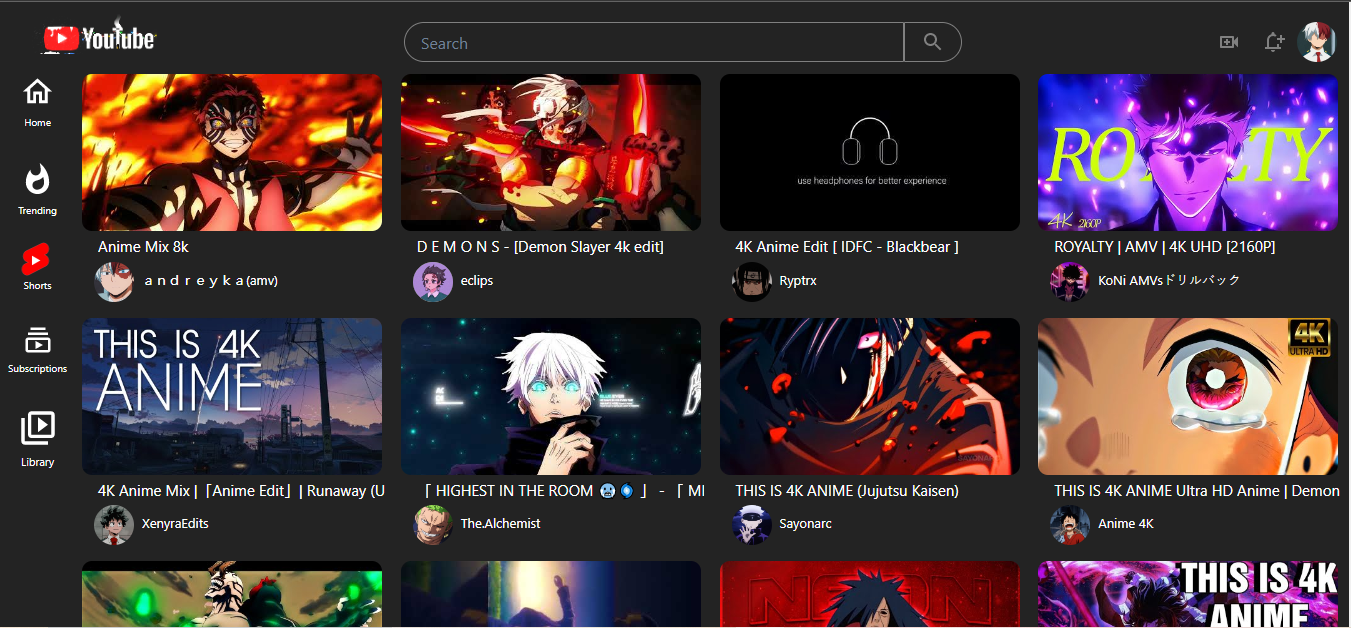 YouTube
Search
Home
Trending
Shorts
Subscriptions
Library
use headphones for better experience
ROYALTY
4K 2160P
Anime Mix 8k
ａｎｄｒｅｙｋａ(amv)
D E M O N S - [Demon Slayer 4k edit]
eclips
4K Anime Edit [ IDFC - Blackbear ]
Ryptrx
ROYALTY | AMV | 4K UHD [2160P]
KoNi AMVsドリルバック
THIS IS 4K
ANIME
SAYONARC
4K
ULTRA HD
4K Anime Mix |「Anime Edit」| Runaway (U
XenyraEdits
「 HIGHEST IN THE ROOM 🥶🧿 」 - 「 M
The.Alchemist
THIS IS 4K ANIME (Jujutsu Kaisen)
Sayonarc
THIS IS 4K ANIME Ultra HD Anime | Demon
Anime 4K
NEON
THIS IS 4K
ANIME